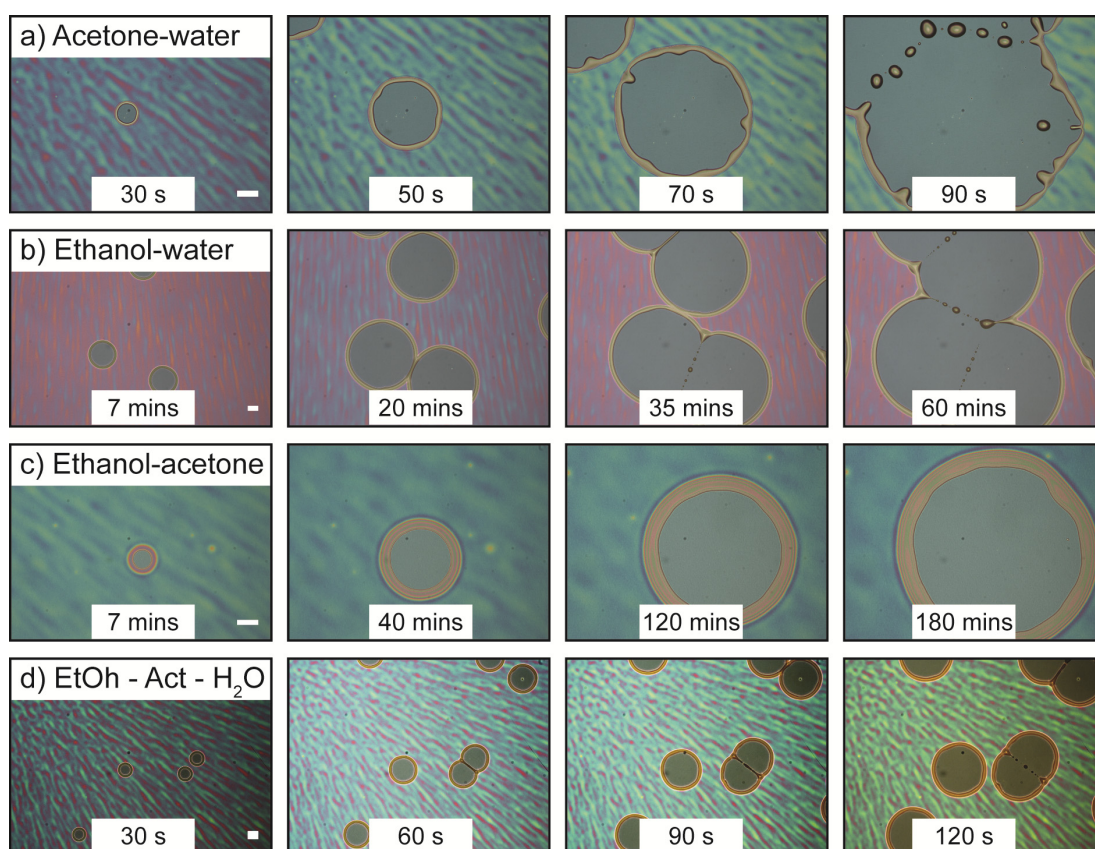 a) Acetone-water
30 s
50 s
70 s
90 s
b) Ethanol-water
7 mins
20 mins
35 mins
60 mins
c) Ethanol-acetone
7 mins
40 mins
120 mins
180 mins
d) EtOh - Act - H₂O
30 s
60 s
90 s
120 s